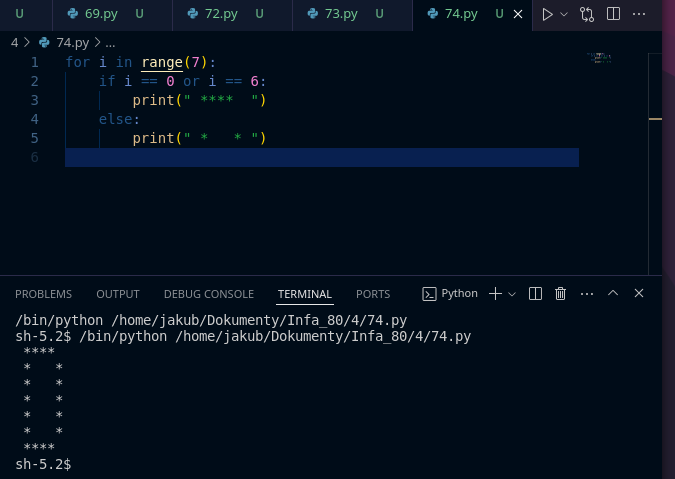 U 69.py U 72.py U 73.py U 74.py U
4 > 74.py > ...
1 for i in range(7):
2     if i == 0 or i == 6:
3         print(" ****  ")
4     else:
5         print(" *   * ")
6
PROBLEMS OUTPUT DEBUG CONSOLE TERMINAL PORTS Python
/bin/python /home/jakub/Dokumenty/Infa_80/4/74.py
sh-5.2$ /bin/python /home/jakub/Dokumenty/Infa_80/4/74.py
 ****
 *   *
 *   *
 *   *
 *   *
 *   *
 ****
sh-5.2$